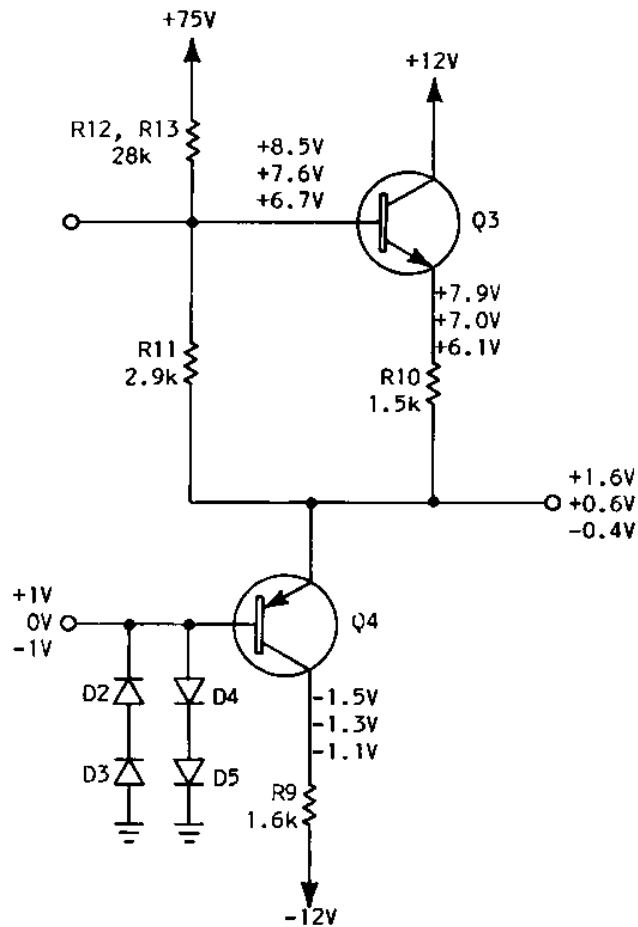 +75V
+12V
R12, R13
28k
+8.5V
+7.6V
+6.7V
Q3
+7.9V
+7.0V
+6.1V
R11
2.9k
R10
1.5k
+1.6V
+0.6V
-0.4V
+1V
0V
-1V
Q4
D2
D4
-1.5V
-1.3V
-1.1V
D3
D5
R9
1.6k
-12V